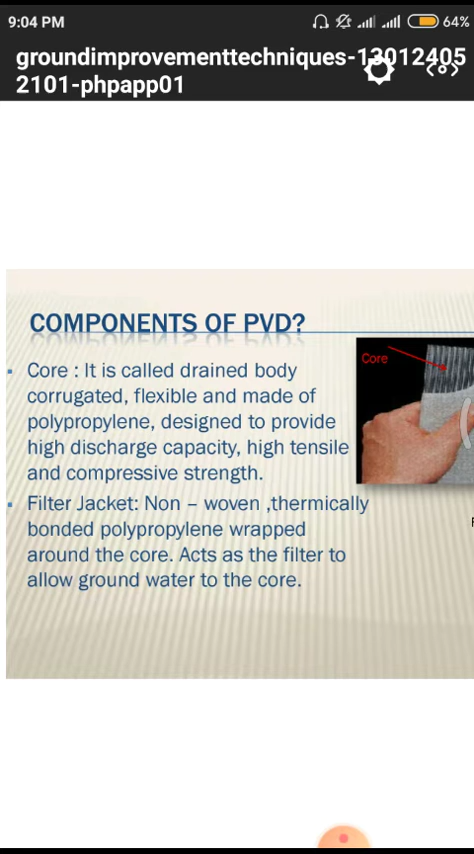 9:04 PM
64%
groundimprovementtechniques-13012405
2101-phpapp01
COMPONENTS OF PVD?
Core : It is called drained body
corrugated, flexible and made of
polypropylene, designed to provide
high discharge capacity, high tensile
and compressive strength.
Filter Jacket: Non – woven ,thermically
bonded polypropylene wrapped
around the core. Acts as the filter to
allow ground water to the core.
Core